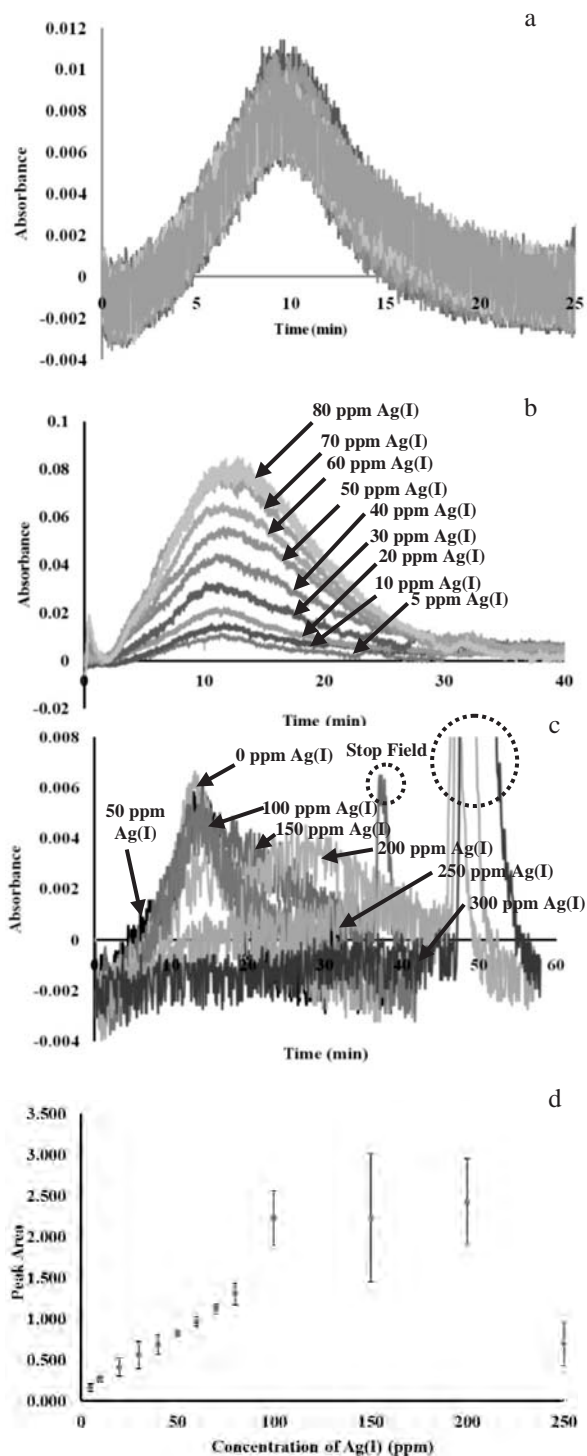 a
0.012
0.01
0.008
0.006
0.004
0.002
0
-0.002
-0.004
Absorbance
0 5 10 15 20 25
Time (min)
b
0.1
0.08
0.06
0.04
0.02
0
-0.02
Absorbance
80 ppm Ag(I)
70 ppm Ag(I)
60 ppm Ag(I)
50 ppm Ag(I)
40 ppm Ag(I)
30 ppm Ag(I)
20 ppm Ag(I)
10 ppm Ag(I)
5 ppm Ag(I)
0 10 20 30 40
Time (min)
c
0.008
0.006
0.004
0.002
0
-0.002
-0.004
Absorbance
0 ppm Ag(I)
Stop Field
50 ppm
Ag(I)
100 ppm Ag(I)
150 ppm Ag(I)
200 ppm Ag(I)
250 ppm Ag(I)
300 ppm Ag(I)
0 10 20 30 40 50 60
Time (min)
d
3.500
3.000
2.500
2.000
1.500
1.000
0.500
0.000
Peak Area
0 50 100 150 200 250
Concentration of Ag(I) (ppm)